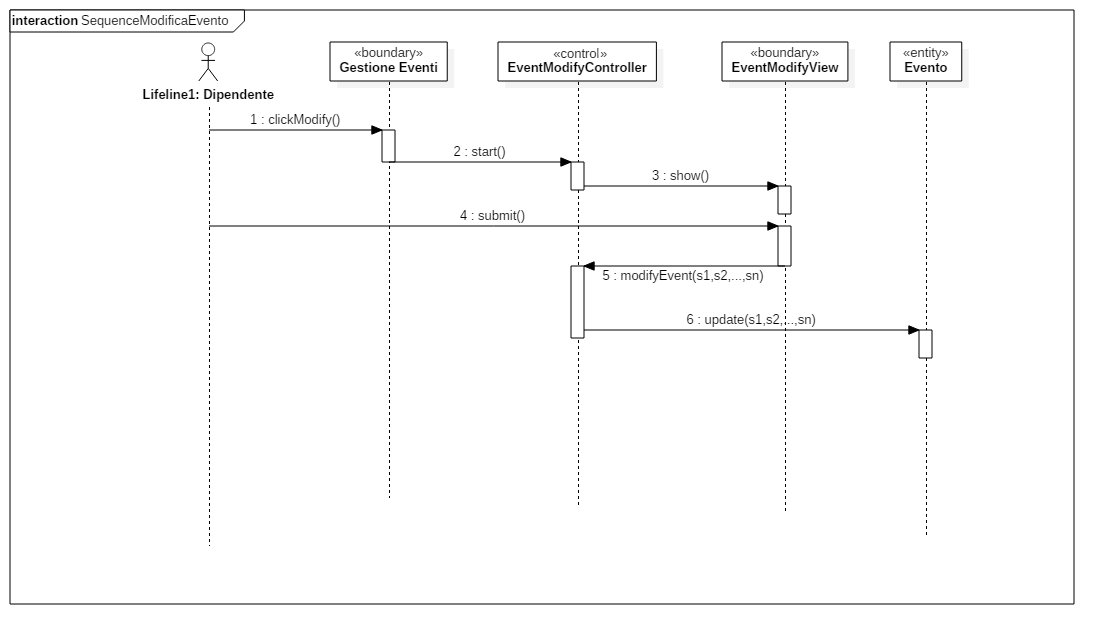 interaction SequenceModificaEvento
Lifeline1: Dipendente
«boundary»
Gestione Eventi
«control»
EventModifyController
«boundary»
EventModifyView
«entity»
Evento
1 : clickModify()
2 : start()
3 : show()
4 : submit()
5 : modifyEvent(s1,s2,...,sn)
6 : update(s1,s2,...,sn)